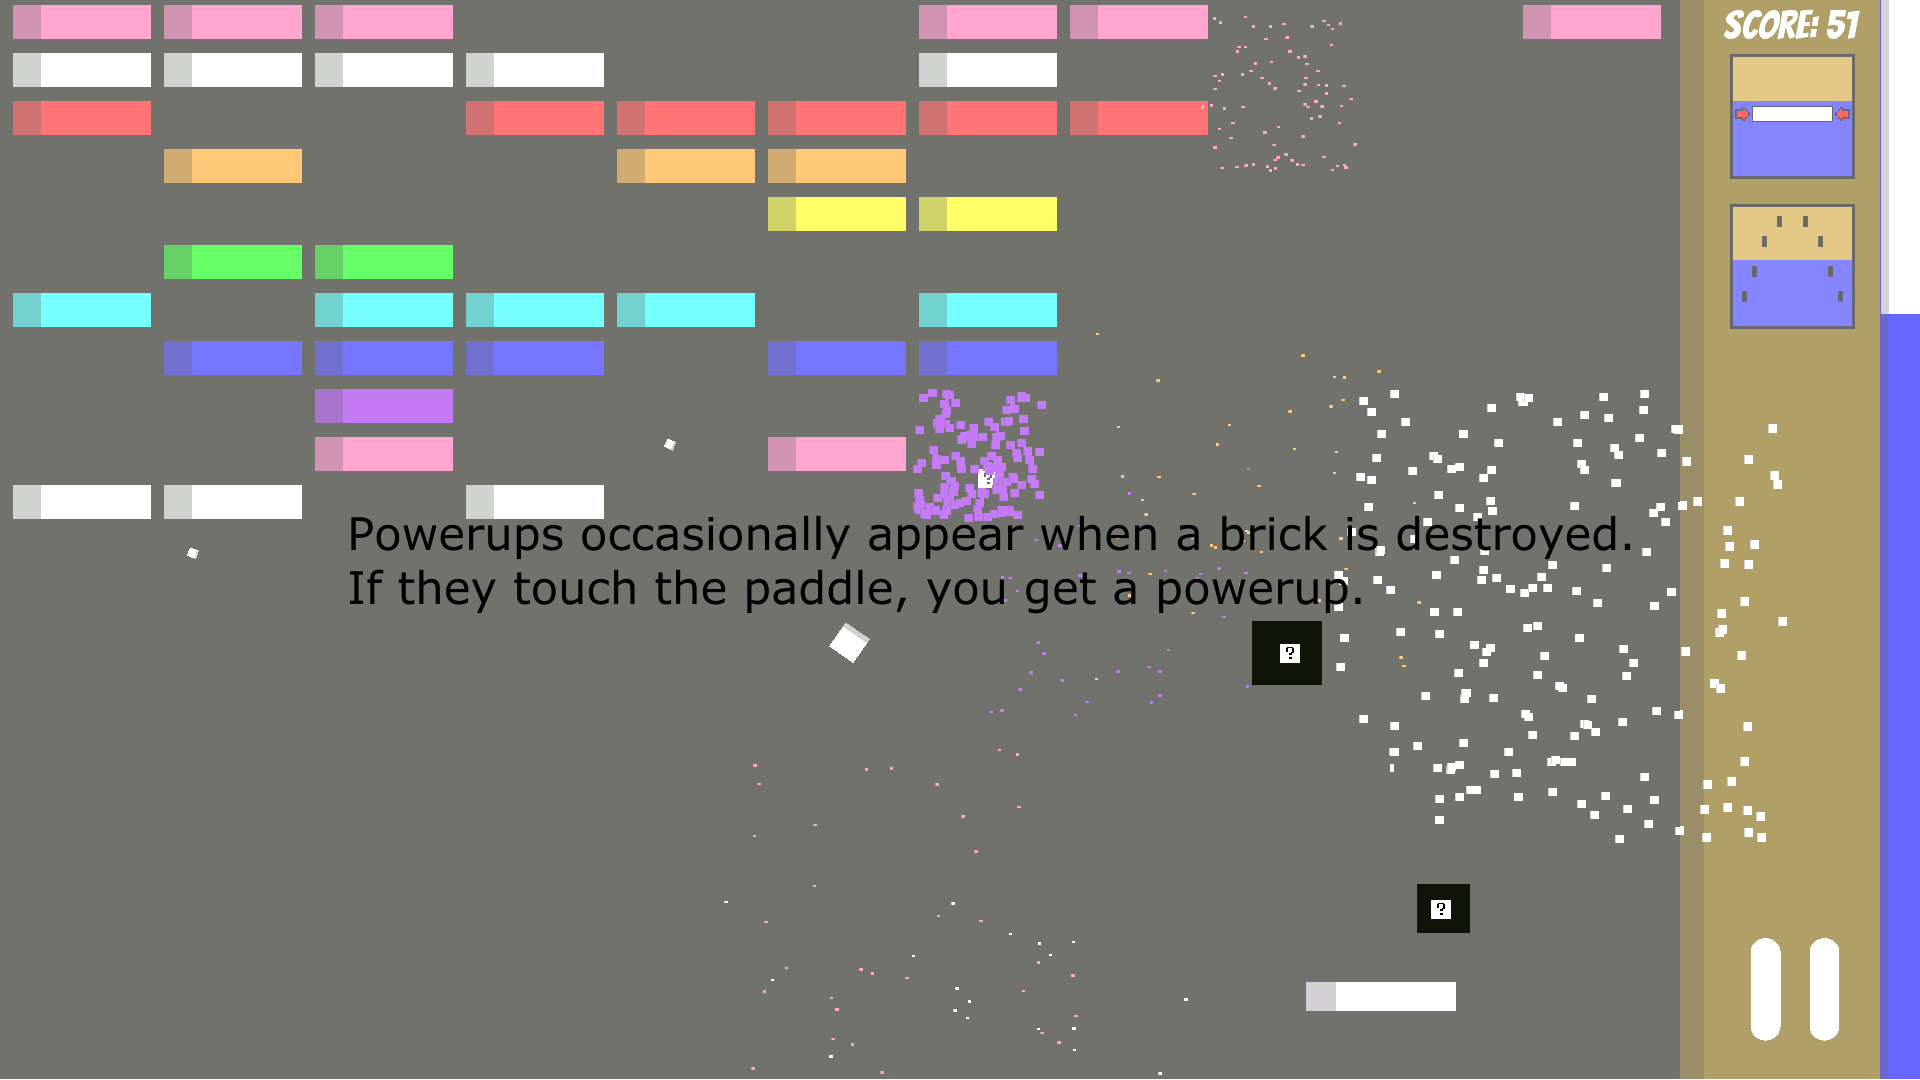 SCORE: 51
?
Powerups occasionally appear when a brick is destroyed.
If they touch the paddle, you get a powerup.
?
?